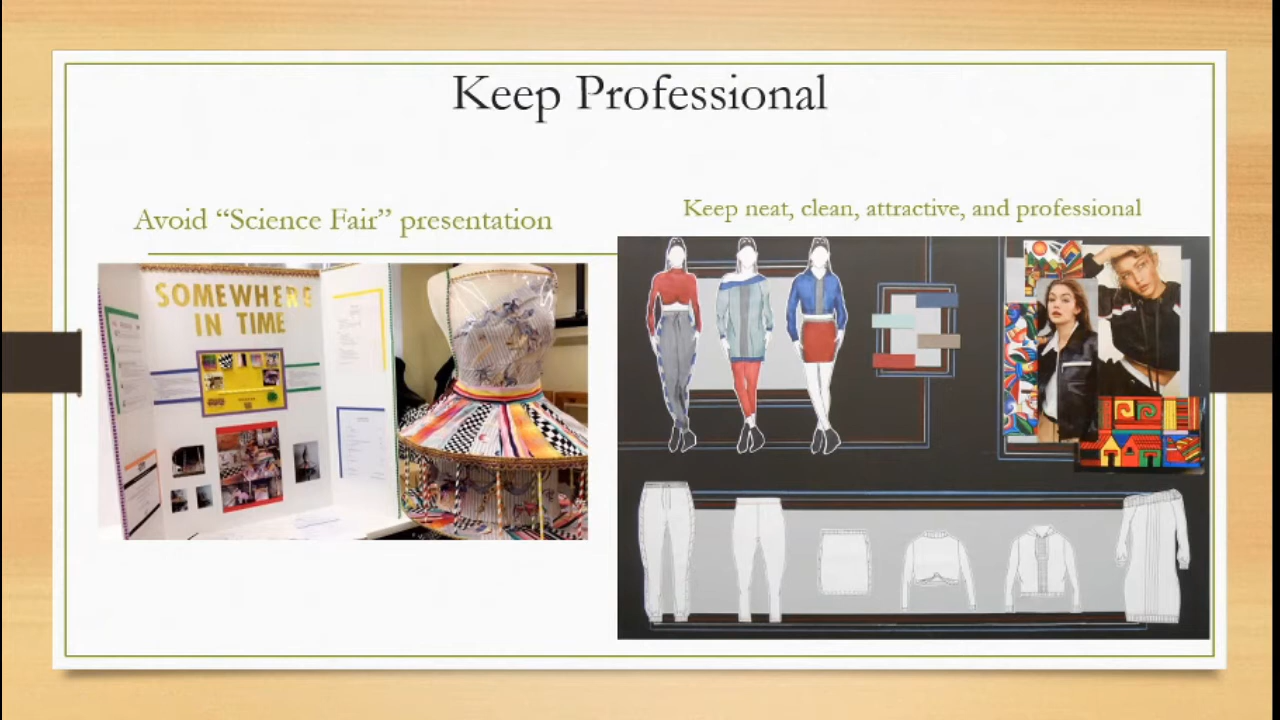 Keep Professional
Avoid “Science Fair” presentation
Keep neat, clean, attractive, and professional
SOMEWHERE
IN TIME